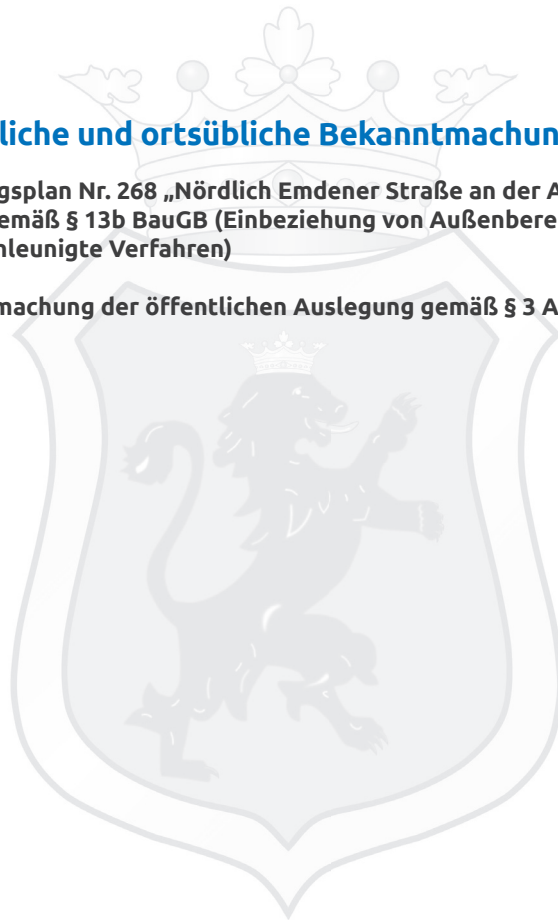 liche und ortsübliche Bekanntmachun
gsplan Nr. 268 „Nördlich Emdener Straße an der A
emäß § 13b BauGB (Einbeziehung von Außenbere
hleunigte Verfahren)
machung der öffentlichen Auslegung gemäß § 3 A